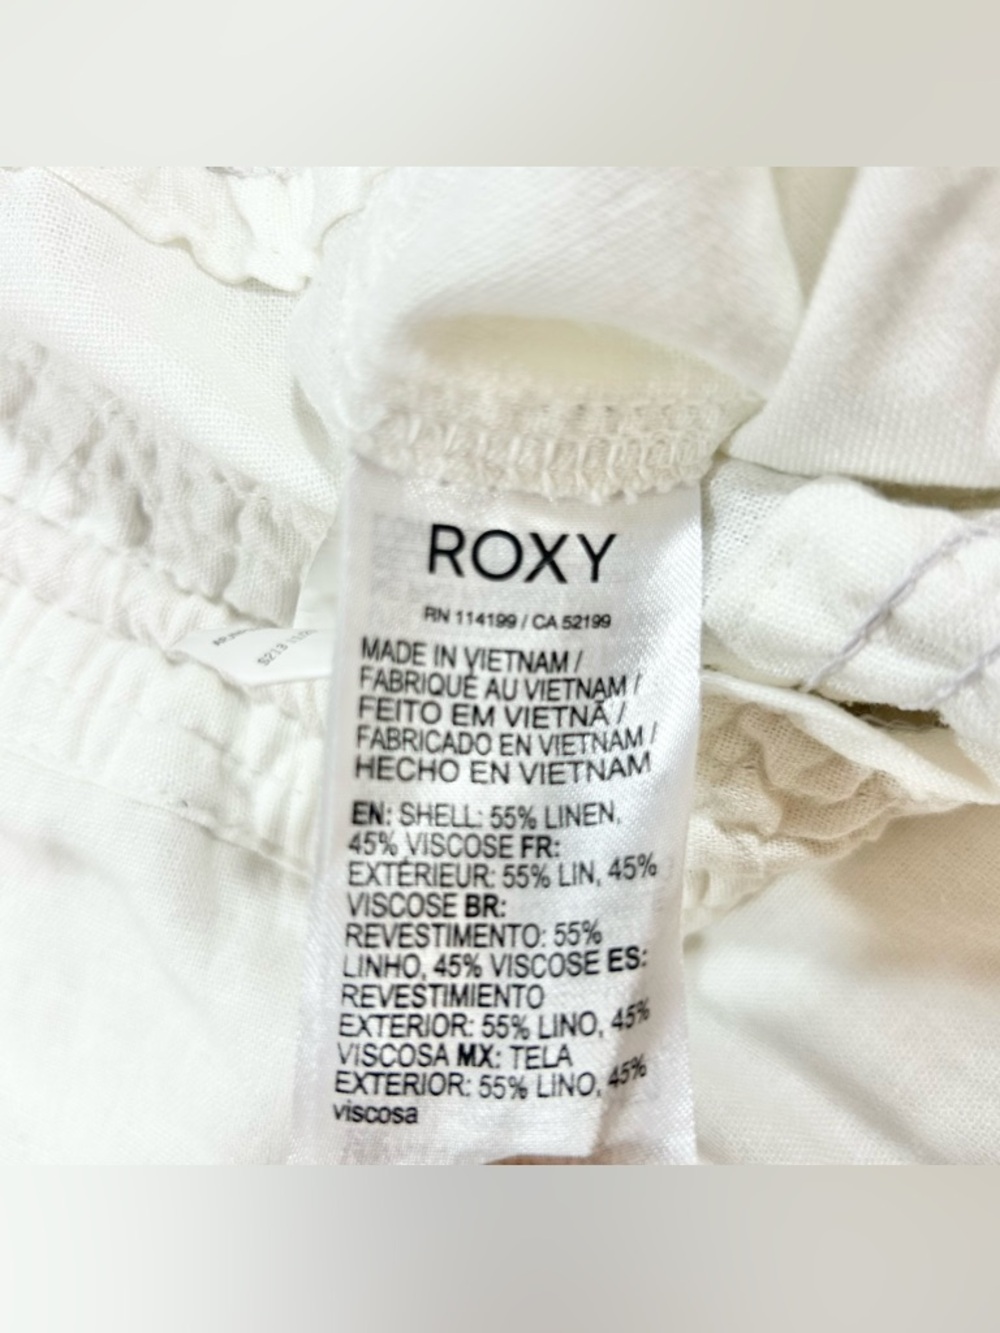 ROXY
RN 114199 / CA 52199
MADE IN VIETNAM /
FABRIQUÉ AU VIETNAM /
FEITO EM VIETNÃ /
FABRICADO EN VIETNAM /
HECHO EN VIETNAM
EN: SHELL: 55% LINEN,
45% VISCOSE FR:
EXTÉRIEUR: 55% LIN, 45%
VISCOSE BR:
REVESTIMENTO: 55%
LINHO, 45% VISCOSE ES:
REVESTIMIENTO
EXTERIOR: 55% LINO, 45%
VISCOSA MX: TELA
EXTERIOR: 55% LINO, 45%
viscosa